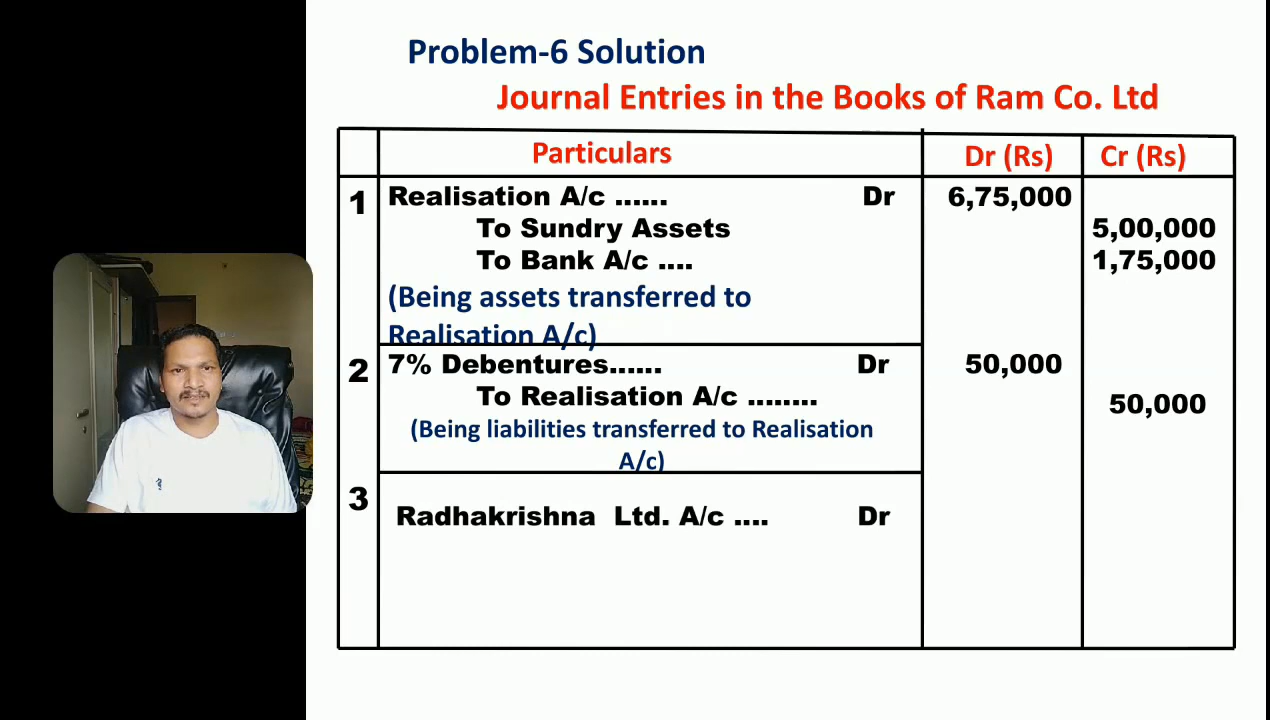 Problem-6 Solution
Journal Entries in the Books of Ram Co. Ltd
Particulars Dr (Rs) Cr (Rs)
1 Realisation A/c ...... Dr 6,75,000
To Sundry Assets 5,00,000
To Bank A/c .... 1,75,000
(Being assets transferred to
Realisation A/c)
2 7% Debentures...... Dr 50,000
To Realisation A/c ........ 50,000
(Being liabilities transferred to Realisation
A/c)
3 Radhakrishna Ltd. A/c .... Dr